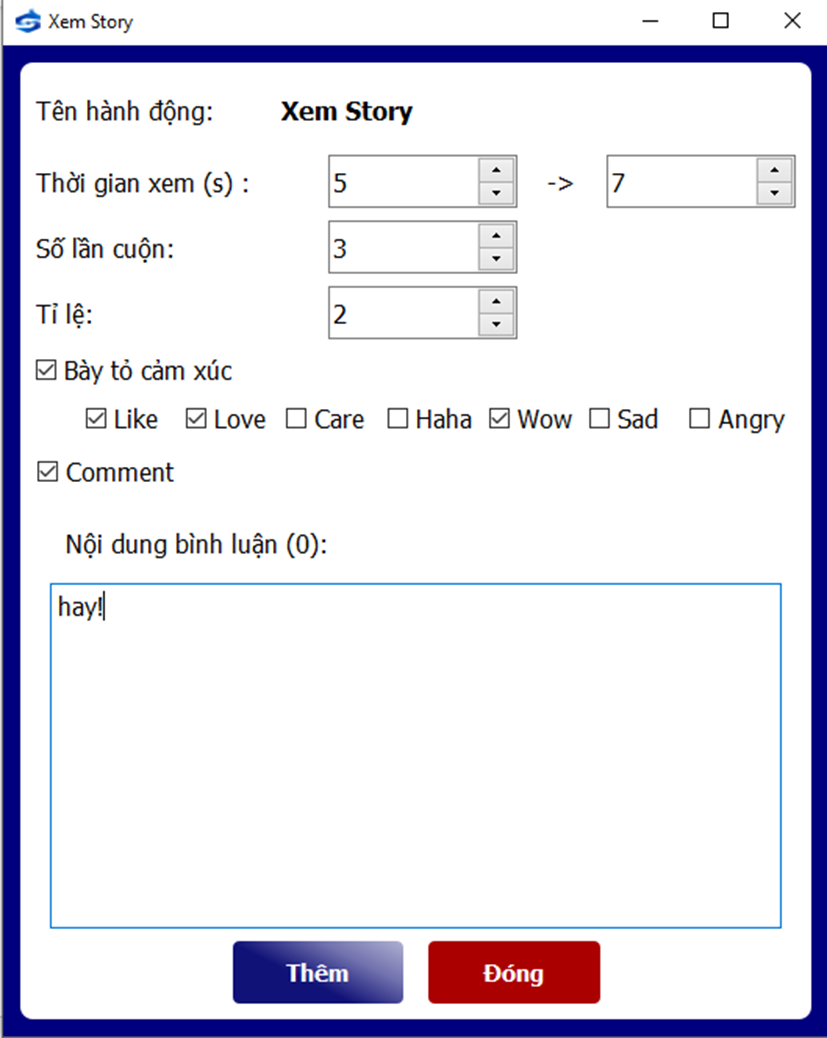 Xem Story
Tên hành động: Xem Story
Thời gian xem (s) : 5 -> 7
Số lần cuộn: 3
Tỉ lệ: 2
Bày tỏ cảm xúc
Like Love Care Haha Wow Sad Angry
Comment
Nội dung bình luận (0):
hay!
Thêm Đóng